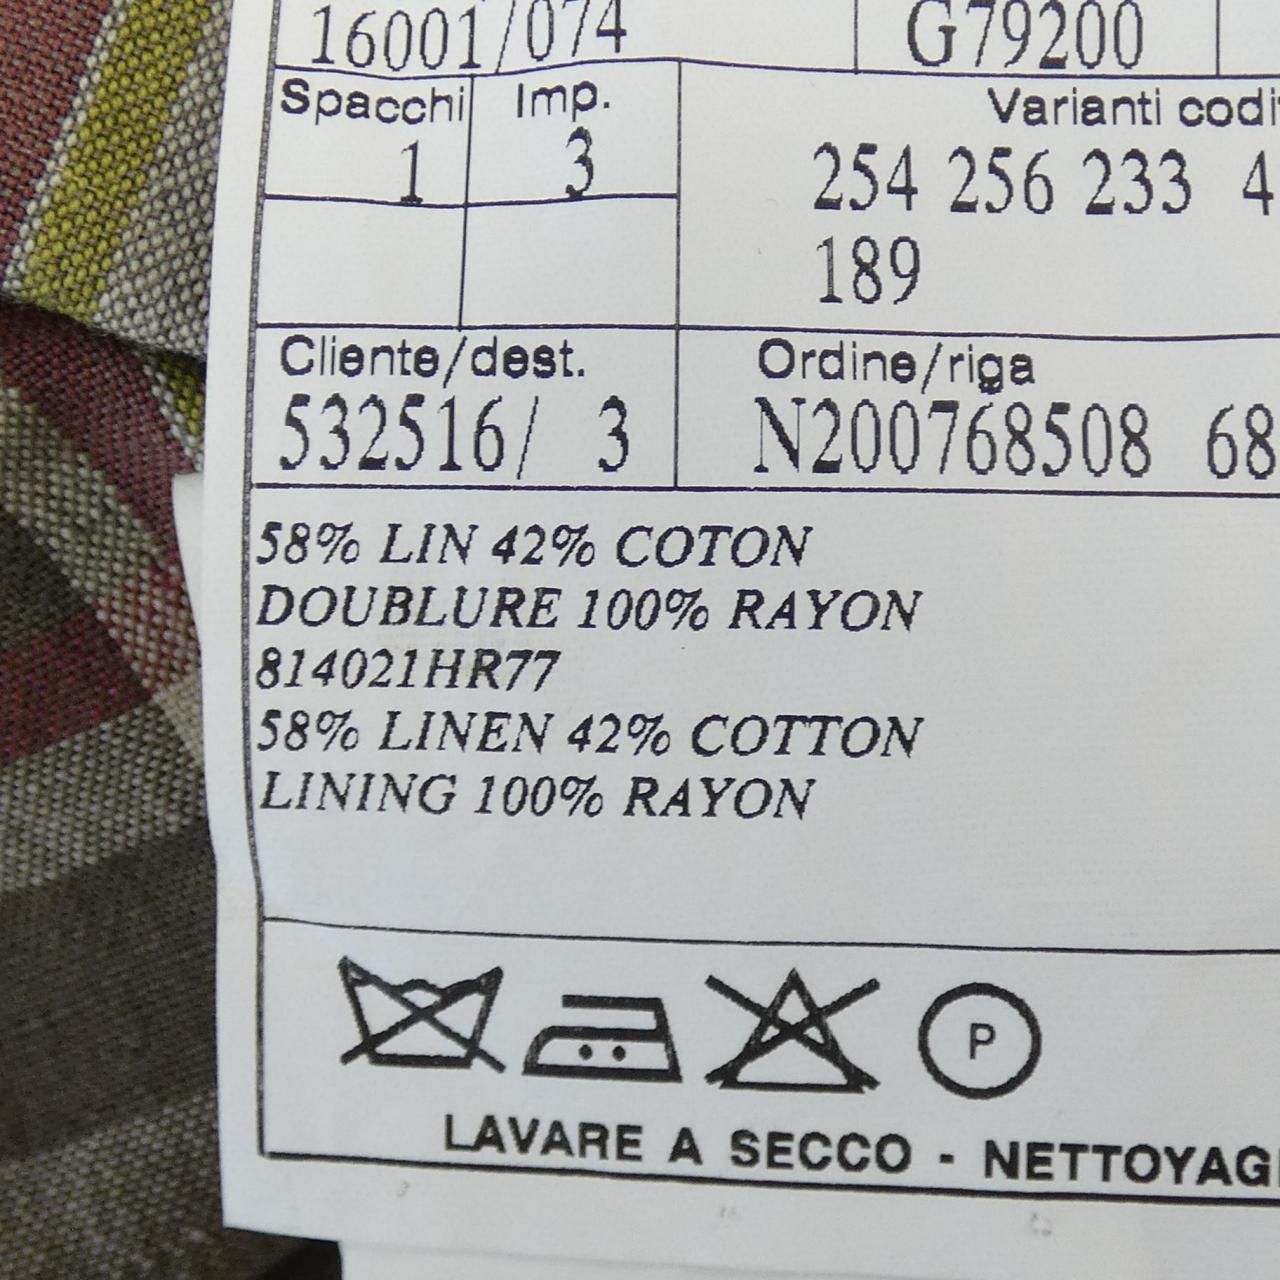 16001/074 G79200
Spacchi Imp. Varianti
1 3 254 256 233 4
189
Cliente/dest. Ordine/riga
532516/ 3 N200768508 68
58% LIN 42% COTON
DOUBLURE 100% RAYON
814021HR77
58% LINEN 42% COTTON
LINING 100% RAYON
P
LAVARE A SECCO - NETTOYAG